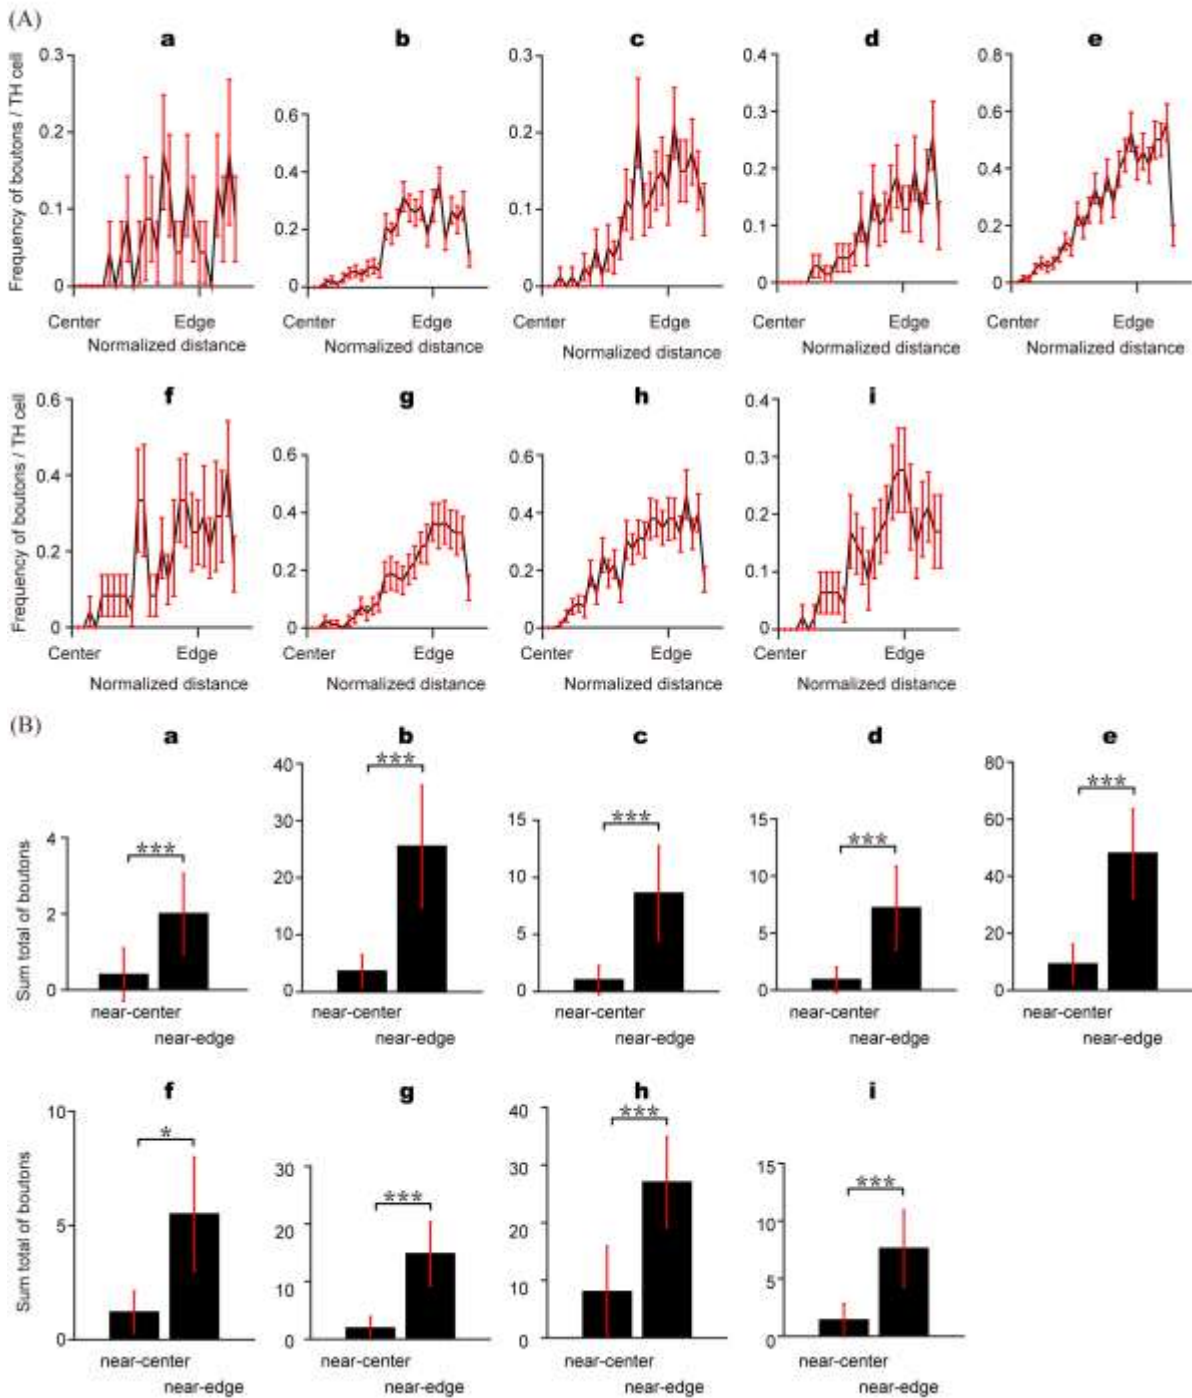 (A)
a b c d e
Frequency of boutons / TH cell
0.3
0.2
0.1
0
Center Edge
Normalized distance
0.6
0.4
0.2
0
Center Edge
Normalized distance
0.3
0.2
0.1
0
Center Edge
Normalized distance
0.4
0.3
0.2
0.1
0
Center Edge
Normalized distance
0.8
0.6
0.4
0.2
0
Center Edge
Normalized distance
f g h i
Frequency of boutons / TH cell
0.6
0.4
0.2
0
Center Edge
Normalized distance
0.6
0.4
0.2
0
Center Edge
Normalized distance
0.6
0.4
0.2
0
Center Edge
Normalized distance
0.4
0.3
0.2
0.1
0
Center Edge
Normalized distance
(B)
a b c d e
Sum total of boutons
4
2
0
***
near-center
near-edge
40
30
20
10
0
***
near-center
near-edge
15
10
5
0
***
near-center
near-edge
15
10
5
0
***
near-center
near-edge
80
60
40
20
0
***
near-center
near-edge
f g h i
Sum total of boutons
10
5
0
*
near-center
near-edge
30
20
10
0
***
near-center
near-edge
40
30
20
10
0
***
near-center
near-edge
15
10
5
0
***
near-center
near-edge